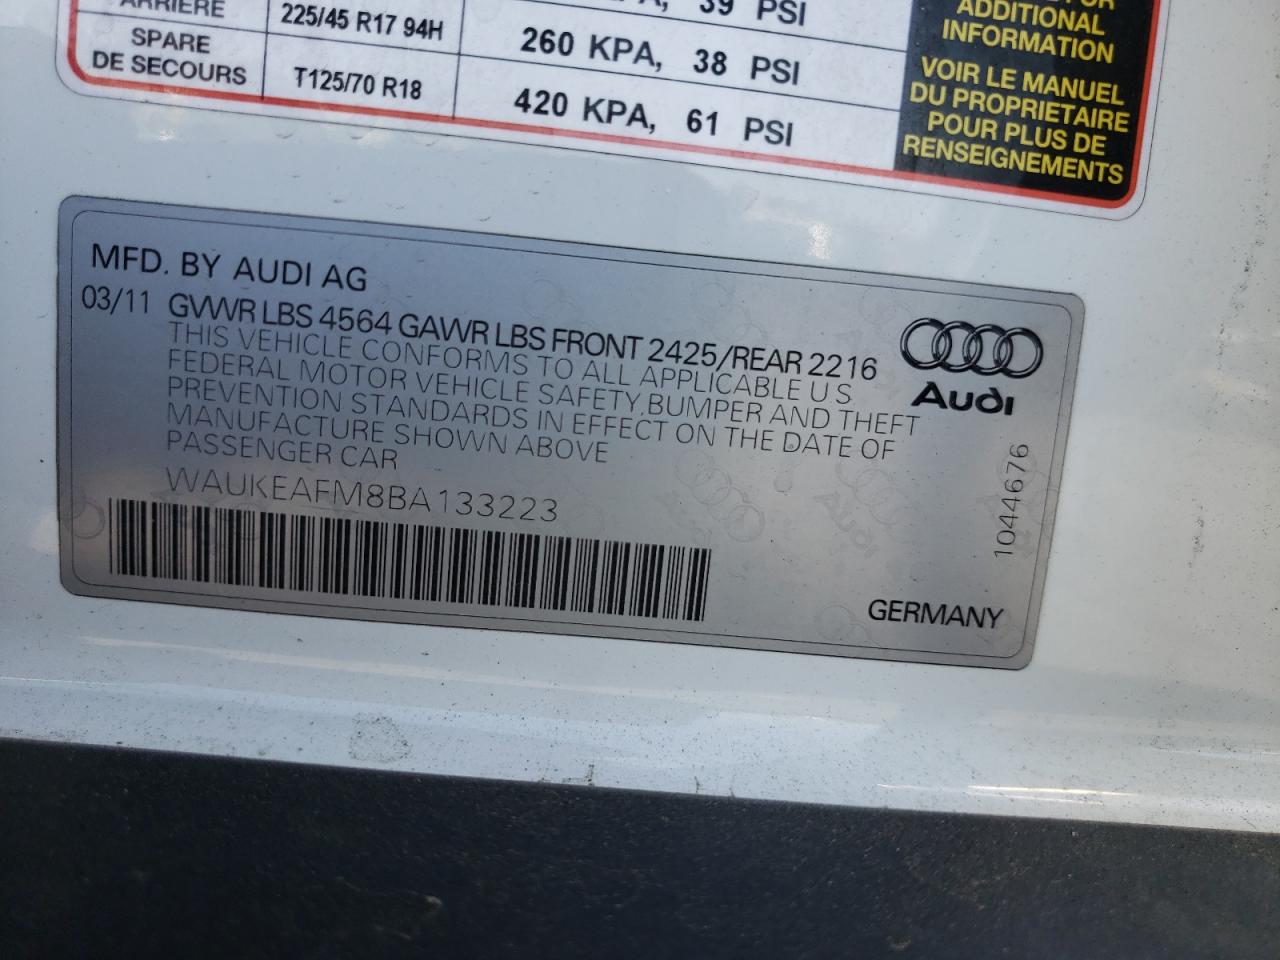 ARRIÈRE 225/45 R17 94H 260 KPA, 38 PSI
KPA, 39 PSI
SPARE
DE SECOURS T125/70 R18 420 KPA, 61 PSI
ADDITIONAL
INFORMATION
VOIR LE MANUEL
DU PROPRIETAIRE
POUR PLUS DE
RENSEIGNEMENTS
MFD. BY AUDI AG
03/11 GVWR LBS 4564 GAWR LBS FRONT 2425/REAR 2216
THIS VEHICLE CONFORMS TO ALL APPLICABLE U.S.
FEDERAL MOTOR VEHICLE SAFETY, BUMPER AND THEFT
PREVENTION STANDARDS IN EFFECT ON THE DATE OF
MANUFACTURE SHOWN ABOVE
PASSENGER CAR
WAUKEAFM8BA133223
Audi
1044676
GERMANY